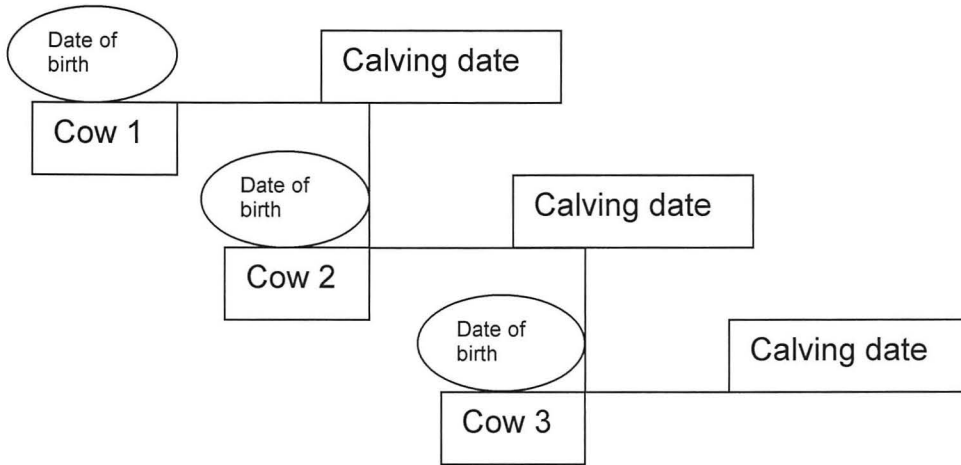 Date of
birth
Calving date
Cow 1
Date of
birth
Calving date
Cow 2
Date of
birth
Calving date
Cow 3